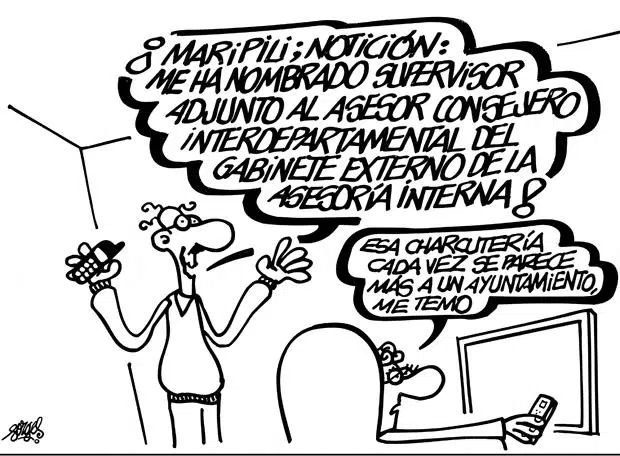 ¡MARIPILI; NOTICIÓN:
ME HA NOMBRADO SUPERVISOR
ADJUNTO AL ASESOR CONSEJERO
INTERDEPARTAMENTAL DEL
GABINETE EXTERNO DE LA
ASESORÍA INTERNA!
ESA CHARCUTERÍA
CADA VEZ SE PARECE
MÁS A UN AYUNTAMIENTO,
ME TEMO